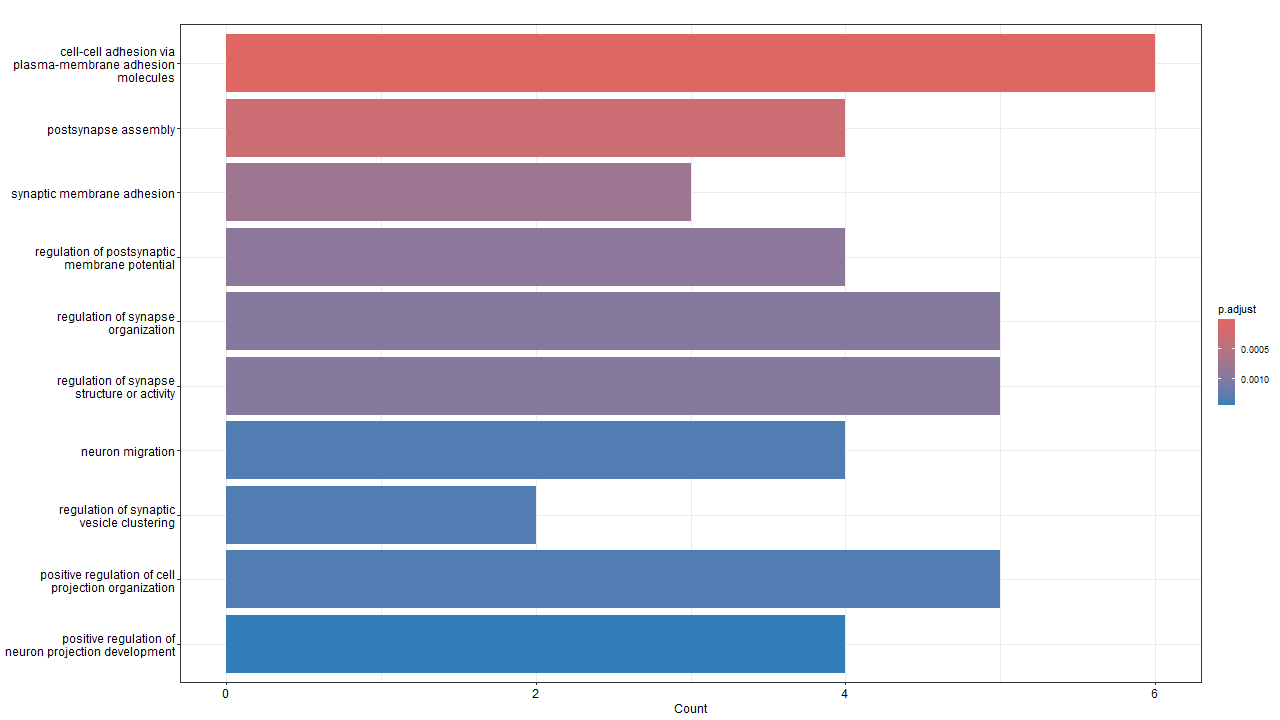 cell-cell adhesion via
plasma-membrane adhesion
molecules
postsynapse assembly
synaptic membrane adhesion
regulation of postsynaptic
membrane potential
regulation of synapse
organization
regulation of synapse
structure or activity
neuron migration
regulation of synaptic
vesicle clustering
positive regulation of cell
projection organization
positive regulation of
neuron projection development
0 2 4 6
Count
p.adjust
0.0005
0.0010